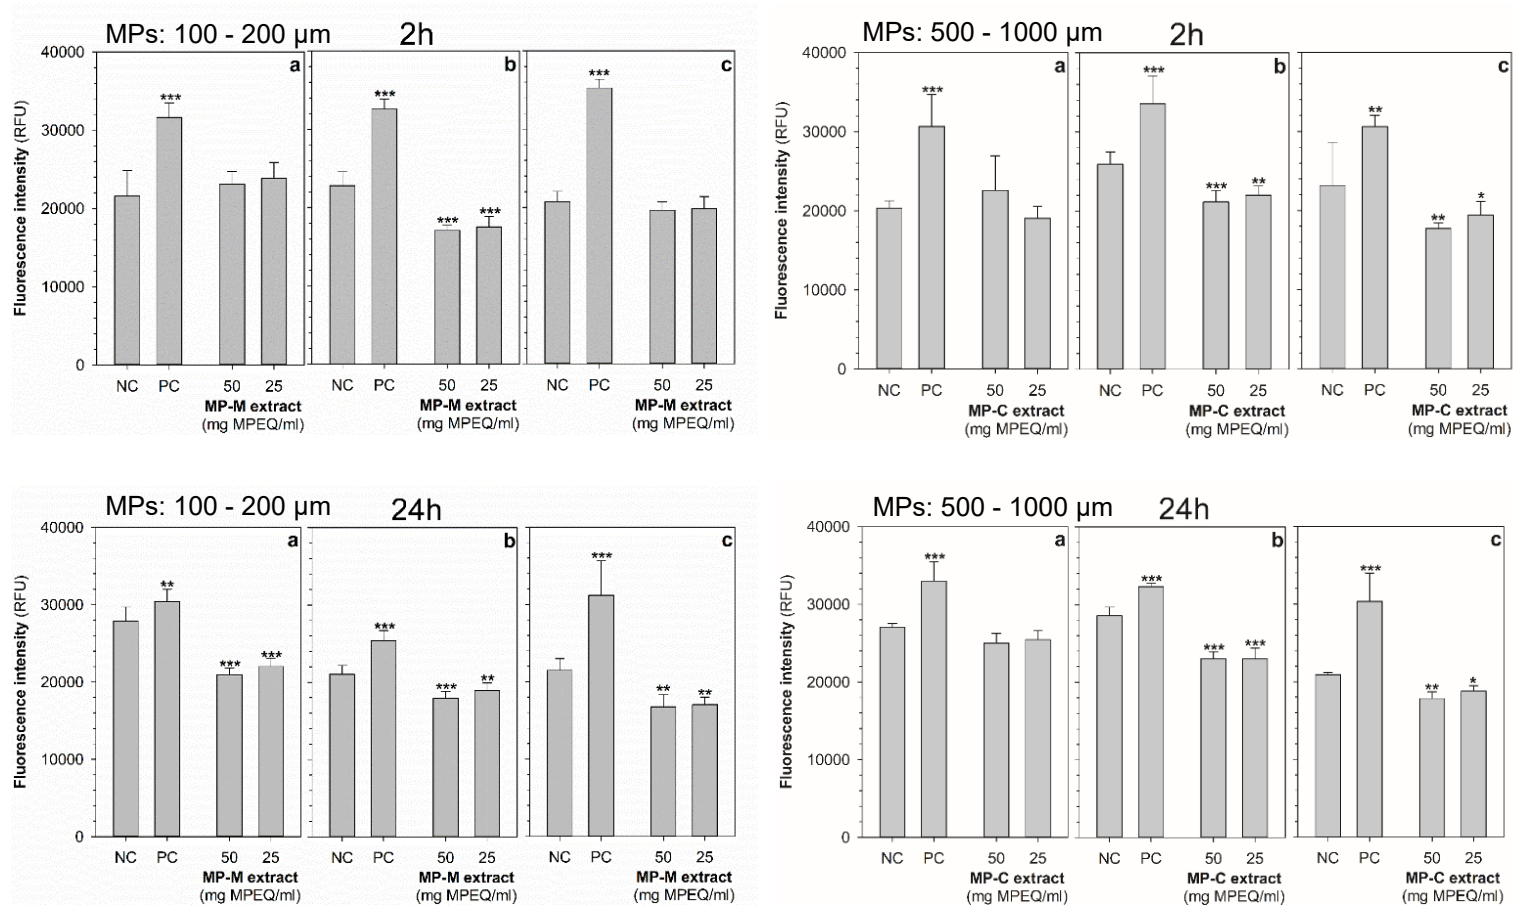 MPs: 100 - 200 µm 2h
40000
30000
20000
10000
0
Fluorescence intensity (RFU)
a
***
NC PC 50 25
MP-M extract
(mg MPEQ/ml)
b
***
*** ***
NC PC 50 25
MP-M extract
(mg MPEQ/ml)
c
***
NC PC 50 25
MP-M extract
(mg MPEQ/ml)
MPs: 500 - 1000 µm 2h
40000
30000
20000
10000
0
Fluorescence intensity (RFU)
a
***
NC PC 50 25
MP-C extract
(mg MPEQ/ml)
b
***
*** **
NC PC 50 25
MP-C extract
(mg MPEQ/ml)
c
**
** *
NC PC 50 25
MP-C extract
(mg MPEQ/ml)
MPs: 100 - 200 µm 24h
40000
30000
20000
10000
0
Fluorescence intensity (RFU)
a
**
*** ***
NC PC 50 25
MP-M extract
(mg MPEQ/ml)
b
***
*** **
NC PC 50 25
MP-M extract
(mg MPEQ/ml)
c
***
** **
NC PC 50 25
MP-M extract
(mg MPEQ/ml)
MPs: 500 - 1000 µm 24h
40000
30000
20000
10000
0
Fluorescence intensity (RFU)
a
***
NC PC 50 25
MP-C extract
(mg MPEQ/ml)
b
***
*** ***
NC PC 50 25
MP-C extract
(mg MPEQ/ml)
c
***
** *
NC PC 50 25
MP-C extract
(mg MPEQ/ml)